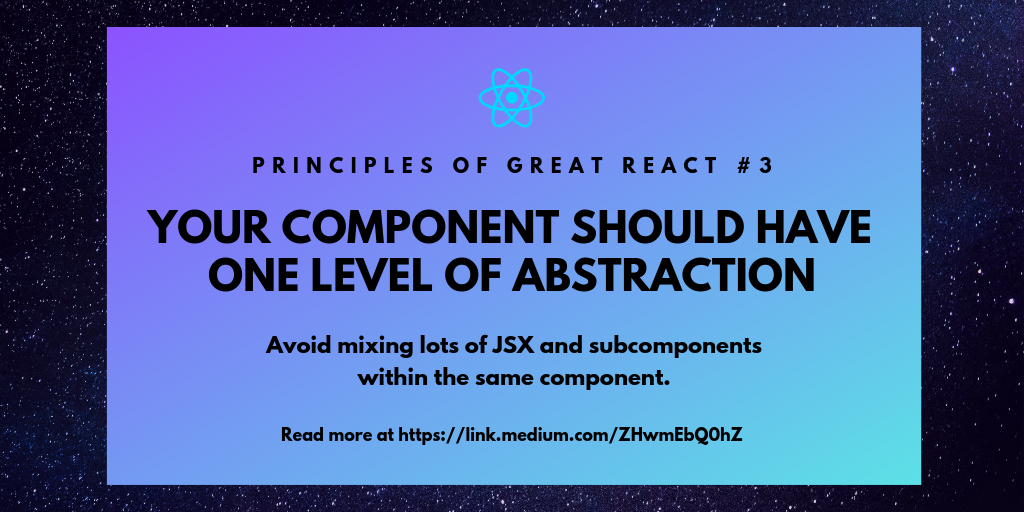 PRINCIPLES OF GREAT REACT #3
YOUR COMPONENT SHOULD HAVE
ONE LEVEL OF ABSTRACTION
Avoid mixing lots of JSX and subcomponents
within the same component.
Read more at https://link.medium.com/ZHwmEbQ0hZ